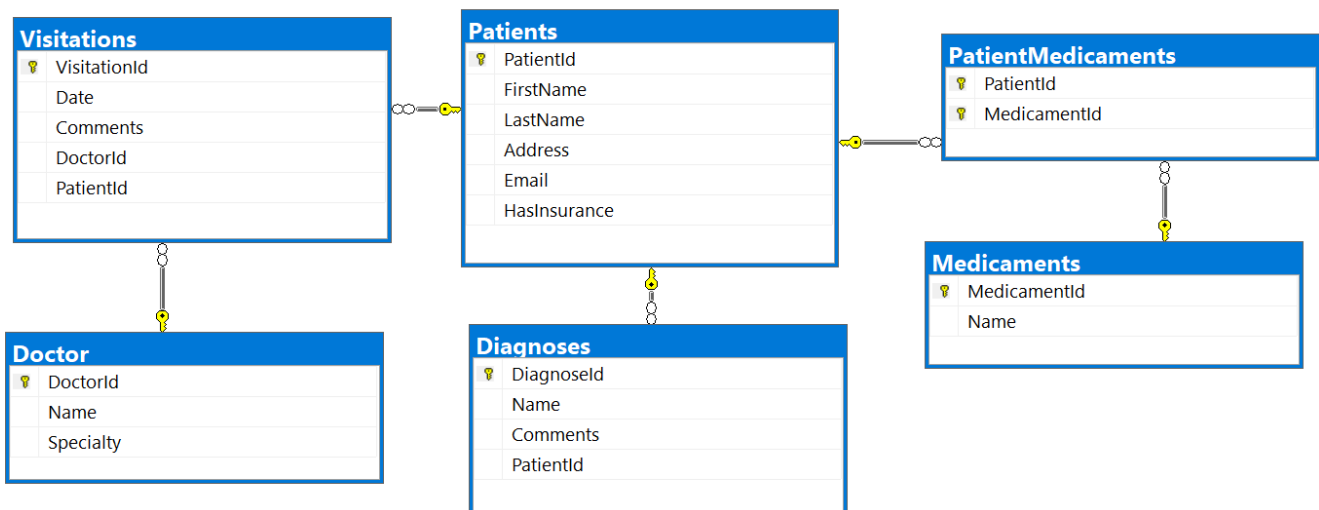 Visitations
VisitationId
Date
Comments
DoctorId
PatientId
Patients
PatientId
FirstName
LastName
Address
Email
HasInsurance
PatientMedicaments
PatientId
MedicamentId
Medicaments
MedicamentId
Name
Doctor
DoctorId
Name
Specialty
Diagnoses
DiagnoseId
Name
Comments
PatientId